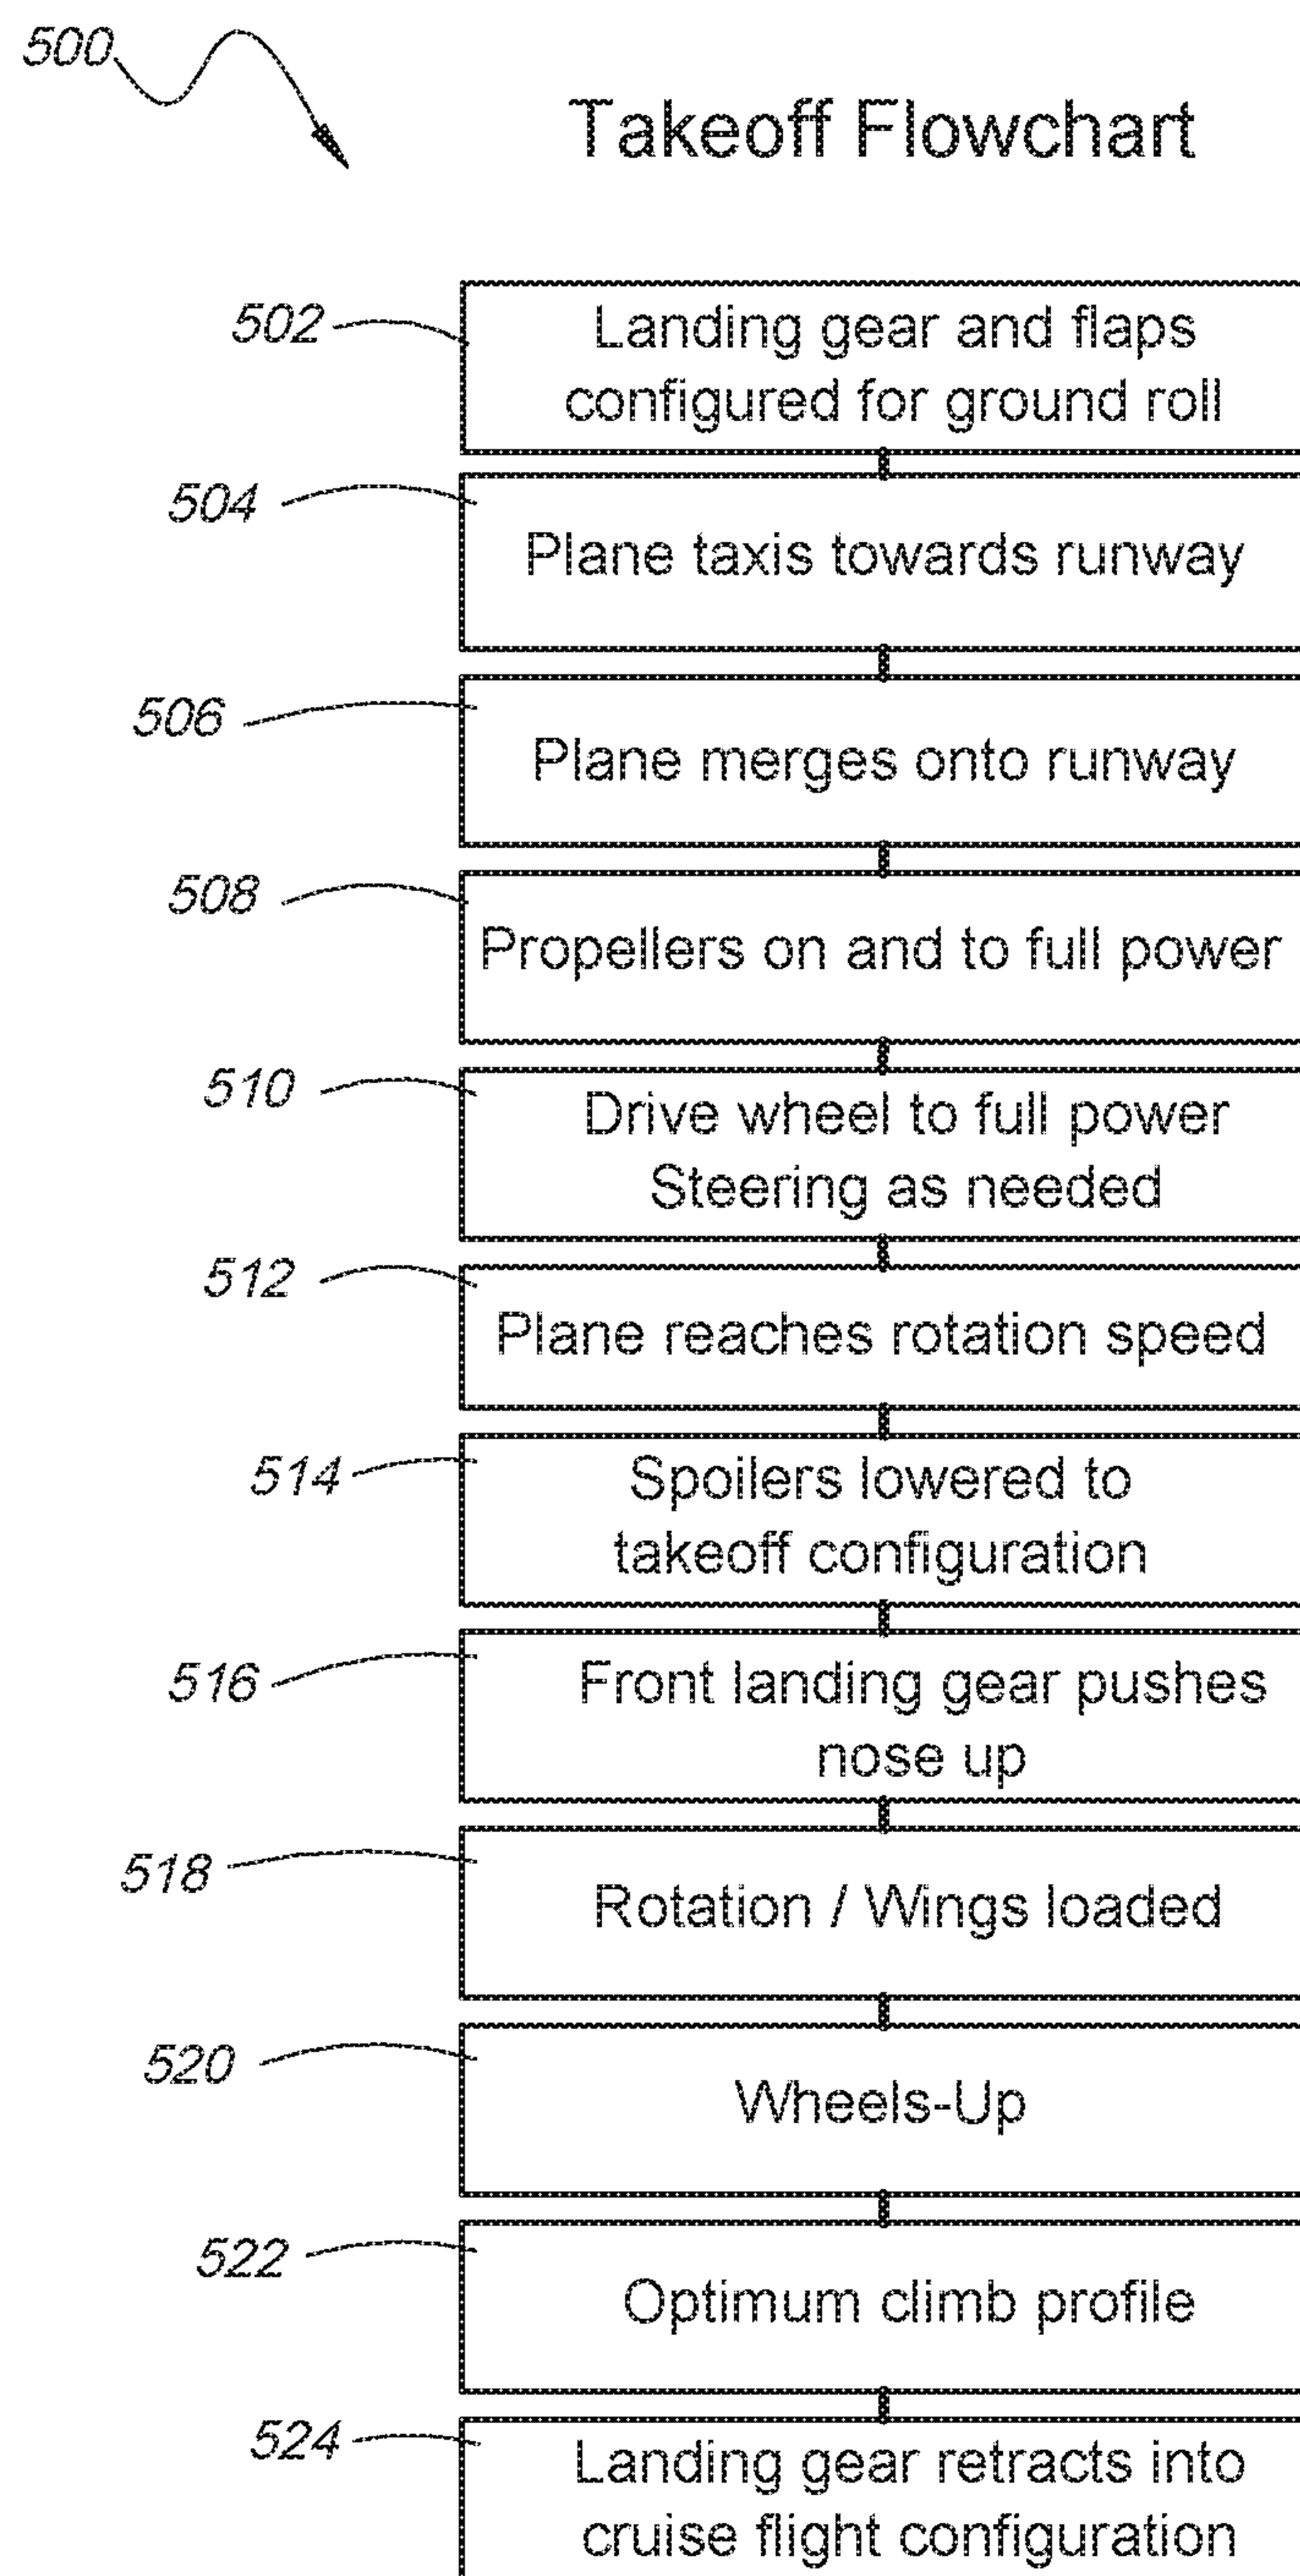 500
Takeoff Flowchart
502
Landing gear and flaps
configured for ground roll
504
Plane taxis towards runway
506
Plane merges onto runway
508
Propellers on and to full power
510
Drive wheel to full power
Steering as needed
512
Plane reaches rotation speed
514
Spoilers lowered to
takeoff configuration
516
Front landing gear pushes
nose up
518
Rotation / Wings loaded
520
Wheels-Up
522
Optimum climb profile
524
Landing gear retracts into
cruise flight configuration